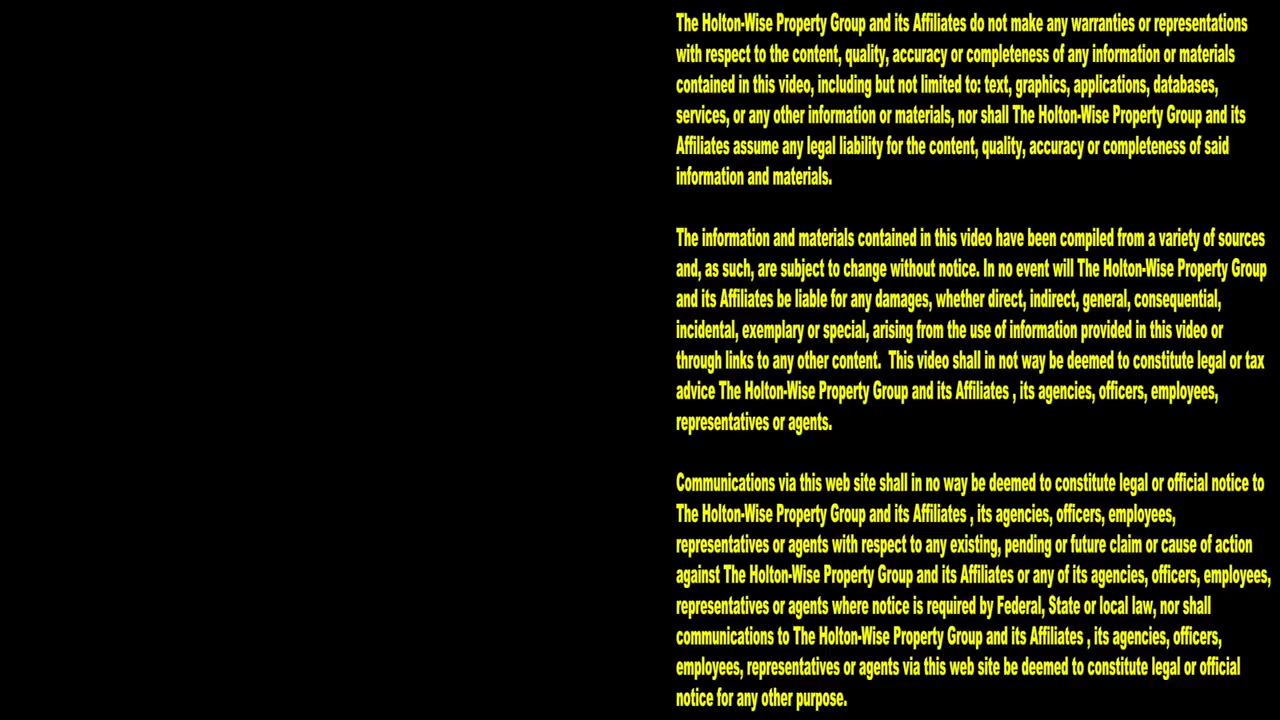 The Holton-Wise Property Group and its Affiliates do not make any warranties or representations
with respect to the content, quality, accuracy or completeness of any information or materials
contained in this video, including but not limited to: text, graphics, applications, databases,
services, or any other information or materials, nor shall The Holton-Wise Property Group and its
Affiliates assume any legal liability for the content, quality, accuracy or completeness of said
information and materials.
The information and materials contained in this video have been compiled from a variety of sources
and, as such, are subject to change without notice. In no event will The Holton-Wise Property Group
and its Affiliates be liable for any damages, whether direct, indirect, general, consequential,
incidental, exemplary or special, arising from the use of information provided in this video or
through links to any other content.  This video shall in not way be deemed to constitute legal or tax
advice The Holton-Wise Property Group and its Affiliates , its agencies, officers, employees,
representatives or agents.
Communications via this web site shall in no way be deemed to constitute legal or official notice to
The Holton-Wise Property Group and its Affiliates , its agencies, officers, employees,
representatives or agents with respect to any existing, pending or future claim or cause of action
against The Holton-Wise Property Group and its Affiliates or any of its agencies, officers, employees,
representatives or agents where notice is required by Federal, State or local law, nor shall
communications to The Holton-Wise Property Group and its Affiliates , its agencies, officers,
employees, representatives or agents via this web site be deemed to constitute legal or official
notice for any other purpose.